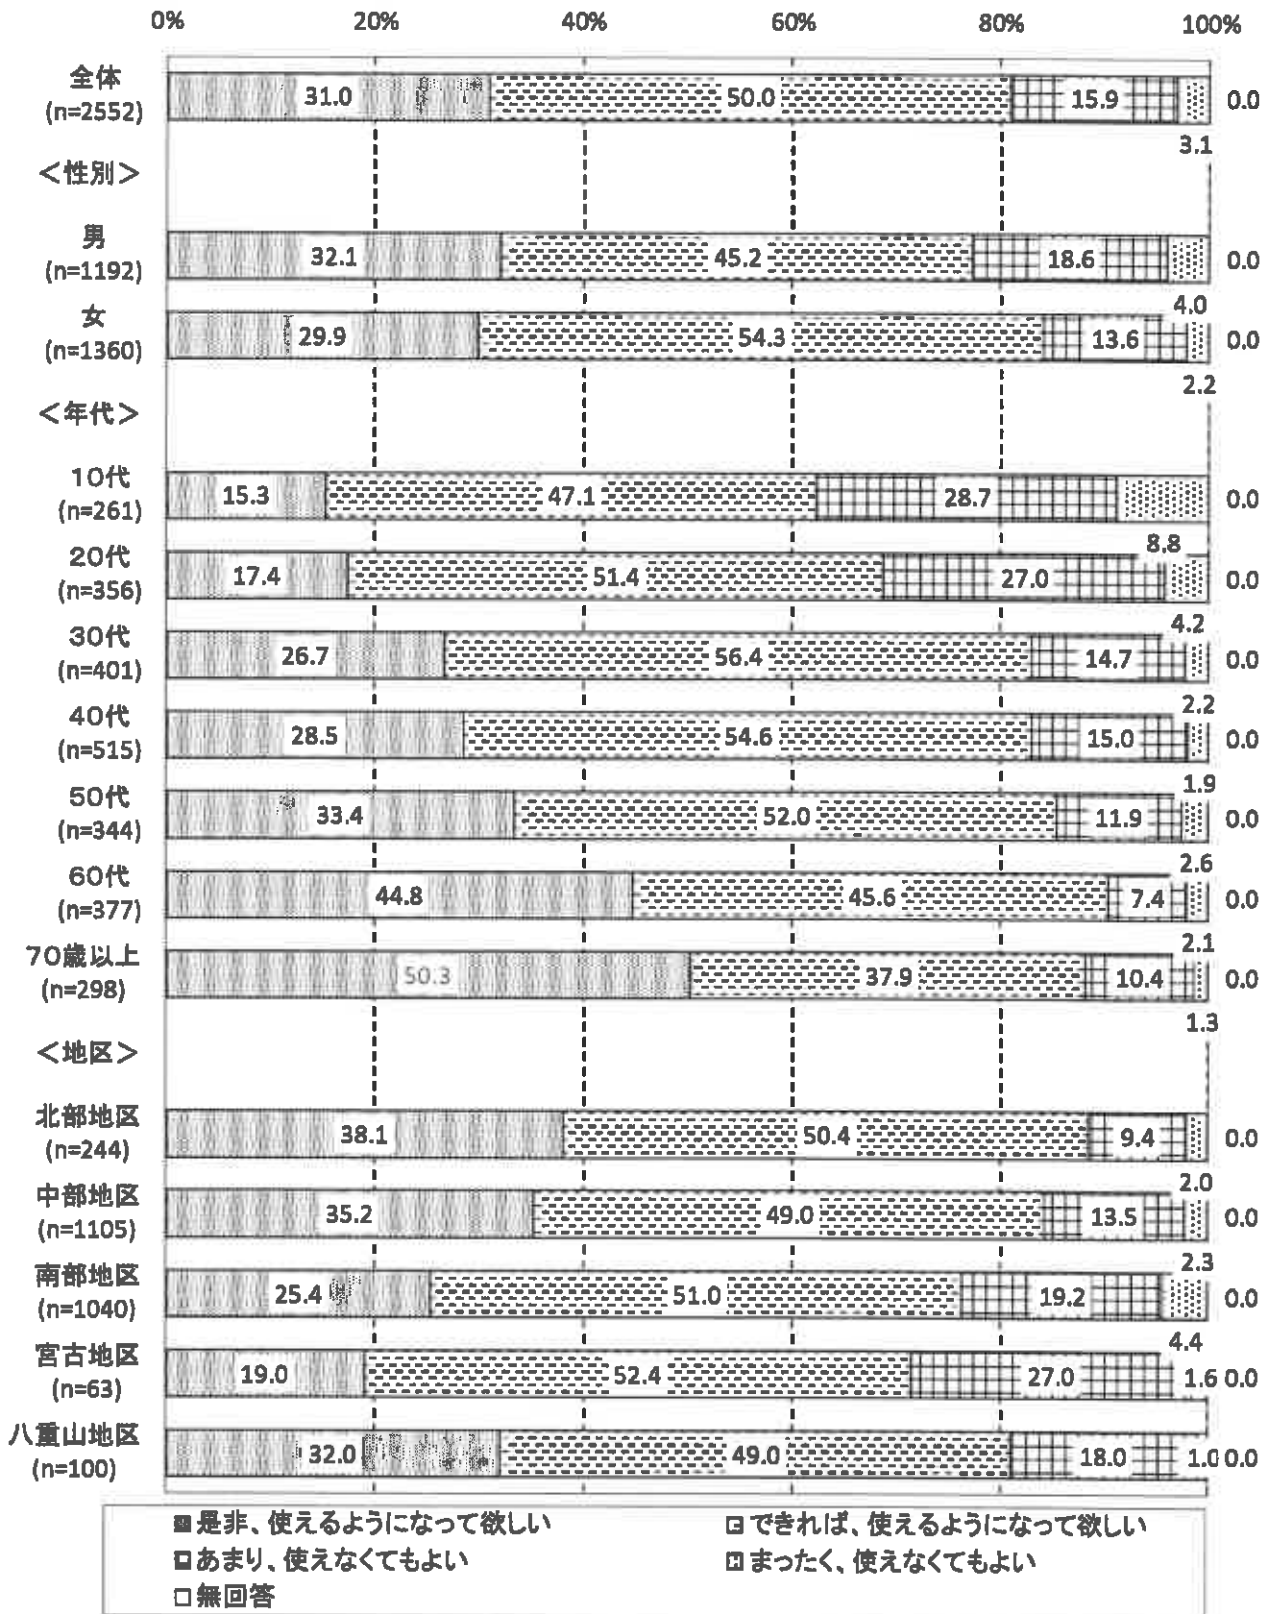 0% 20% 40% 60% 80% 100%
全体 31.0 50.0 15.9 0.0
(n=2552)
3.1
＜性別＞
男 32.1 45.2 18.6 0.0
(n=1192)
4.0
女 29.9 54.3 13.6 0.0
(n=1360)
2.2
＜年代＞
10代 15.3 47.1 28.7 0.0
(n=261)
8.8
20代 17.4 51.4 27.0 0.0
(n=356)
4.2
30代 26.7 56.4 14.7 0.0
(n=401)
2.2
40代 28.5 54.6 15.0 0.0
(n=515)
1.9
50代 33.4 52.0 11.9 0.0
(n=344)
2.6
60代 44.8 45.6 7.4 0.0
(n=377)
2.1
70歳以上 50.3 37.9 10.4 0.0
(n=298)
1.3
＜地区＞
北部地区 38.1 50.4 9.4 0.0
(n=244)
2.0
中部地区 35.2 49.0 13.5 0.0
(n=1105)
2.3
南部地区 25.4 51.0 19.2 0.0
(n=1040)
4.4
宮古地区 19.0 52.4 27.0 1.6 0.0
(n=63)
八重山地区 32.0 49.0 18.0 1.0 0.0
(n=100)
是非、使えるようになって欲しい できれば、使えるようになって欲しい
あまり、使えなくてもよい まったく、使えなくてもよい
無回答